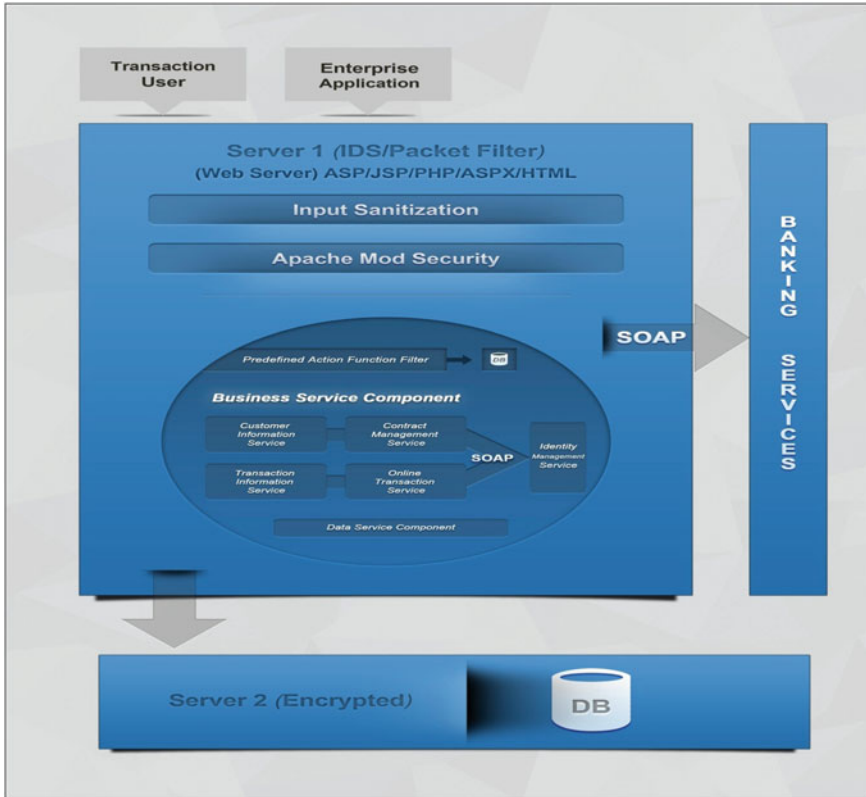 Transaction
User
Enterprise
Application
Server 1 (IDS/Packet Filter)
(Web Server) ASP/JSP/PHP/ASPX/HTML
Input Sanitization
Apache Mod Security
Predefined Action Function Filter
DB
Business Service Component
Customer
Information
Service
Contract
Management
Service
Transaction
Information
Service
Online
Transaction
Service
SOAP
Identity
Management
Service
Data Service Component
SOAP
BANKING SERVICES
Server 2 (Encrypted)
DB